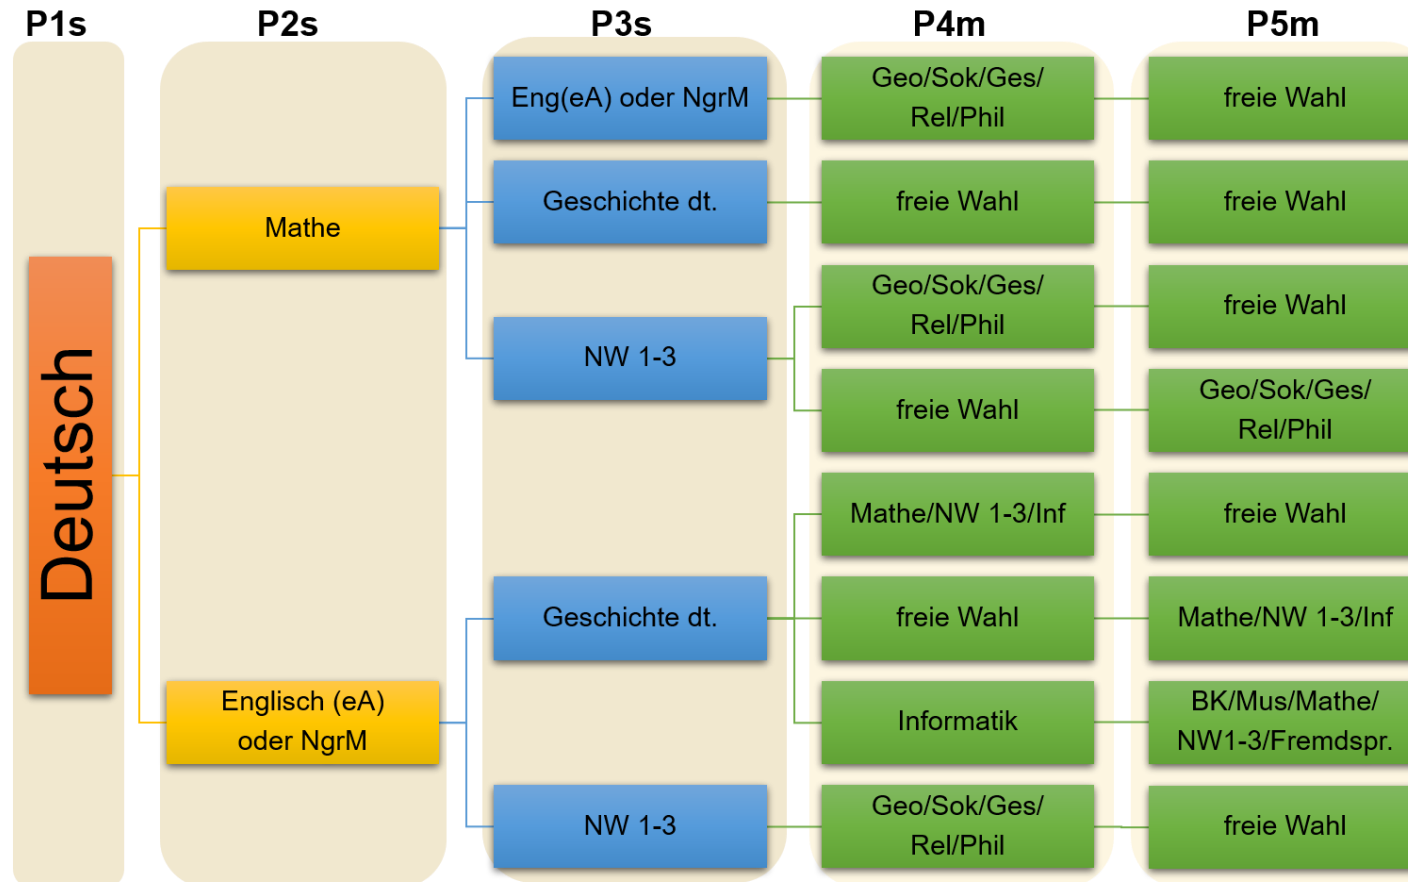 P1s
P2s
P3s
P4m
P5m
Deutsch
Mathe
Englisch (eA)
oder NgrM
Eng(eA) oder NgrM
Geschichte dt.
NW 1-3
Geschichte dt.
NW 1-3
Geo/Sok/Ges/
Rel/Phil
freie Wahl
Geo/Sok/Ges/
Rel/Phil
freie Wahl
Mathe/NW 1-3/Inf
freie Wahl
Informatik
Geo/Sok/Ges/
Rel/Phil
freie Wahl
freie Wahl
freie Wahl
Geo/Sok/Ges/
Rel/Phil
freie Wahl
Mathe/NW 1-3/Inf
BK/Mus/Mathe/
NW1-3/Fremdspr.
freie Wahl